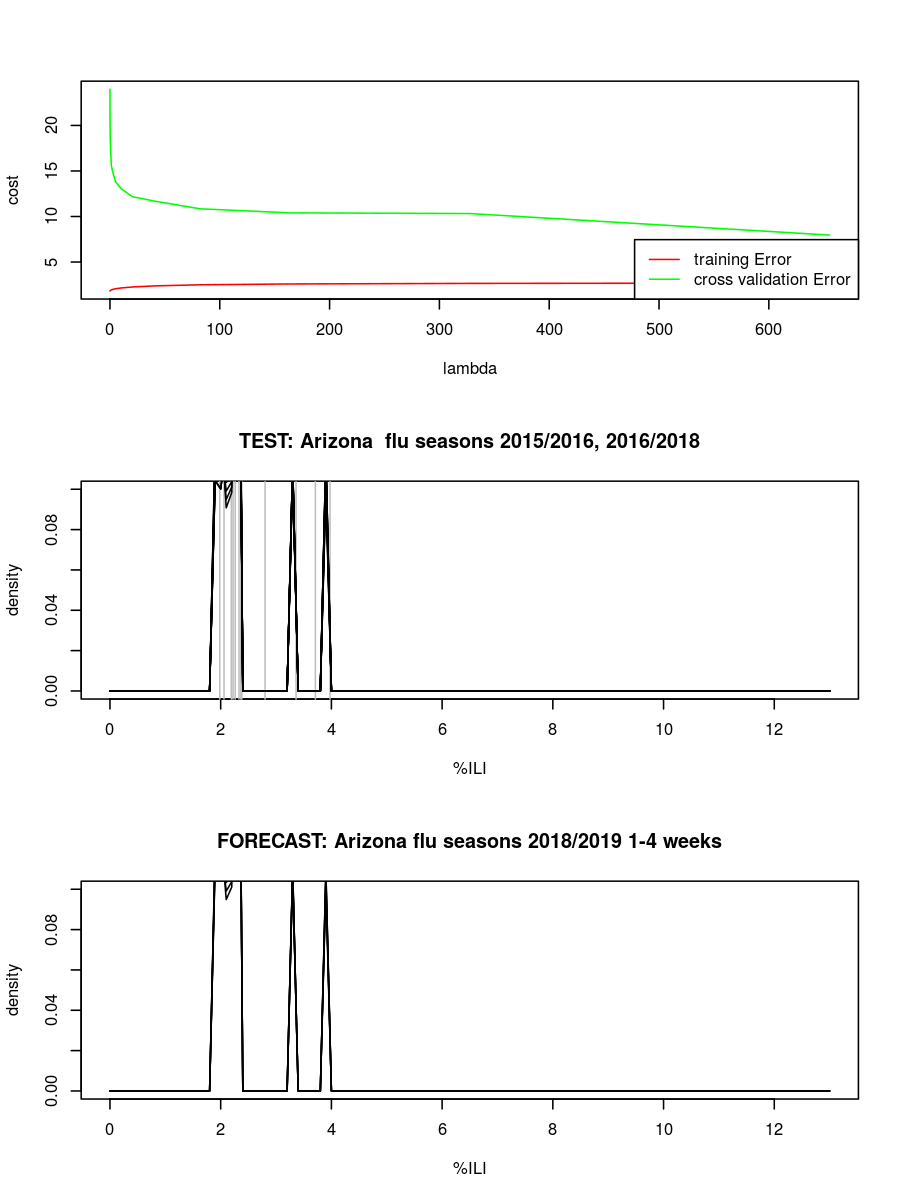 cost
20
15
10
5
training Error
cross validation Error
0 100 200 300 400 500 600
lambda
TEST: Arizona  flu seasons 2015/2016, 2016/2018
density
0.08
0.04
0.00
0 2 4 6 8 10 12
%ILI
FORECAST: Arizona flu seasons 2018/2019 1-4 weeks
density
0.08
0.04
0.00
0 2 4 6 8 10 12
%ILI